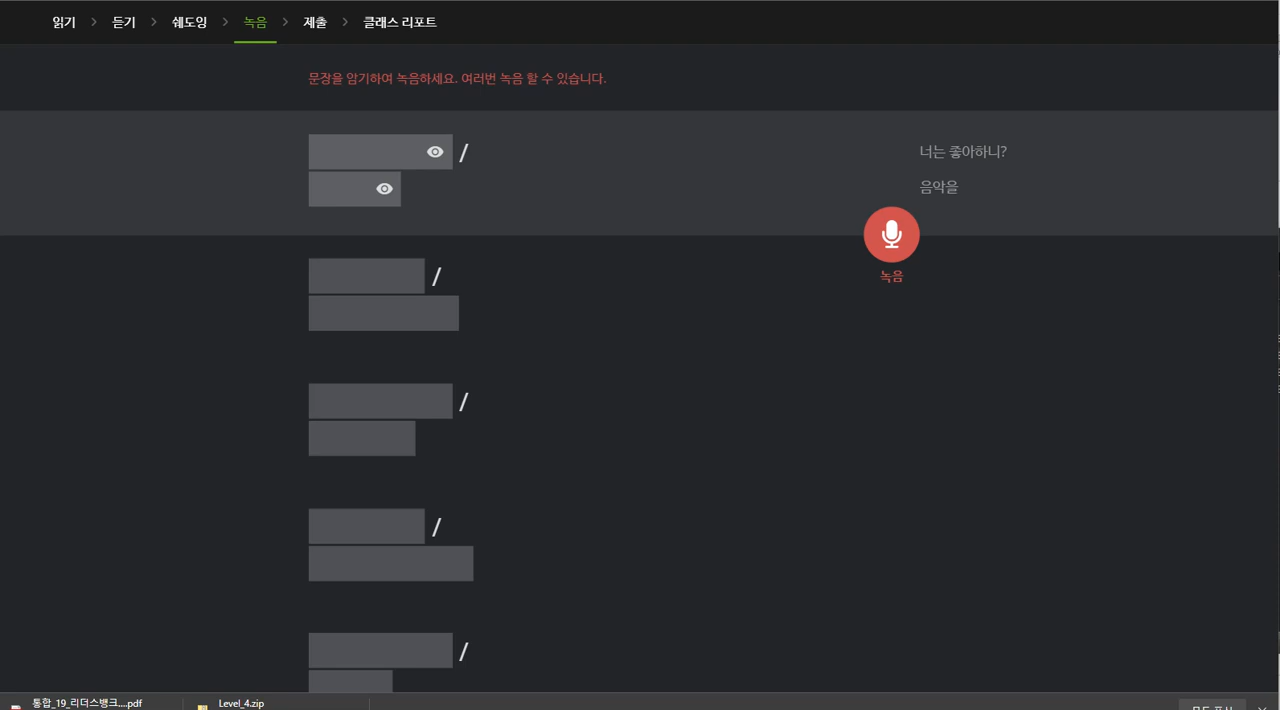 읽기 > 듣기 > 쉐도잉 > 녹음 > 제출 > 클래스 리포트
문장을 암기하여 녹음하세요. 여러번 녹음 할 수 있습니다.
/
너는 좋아하니?
음악을
녹음
/
/
/
/
통합_19_리더스뱅크....pdf
Level_4.zip